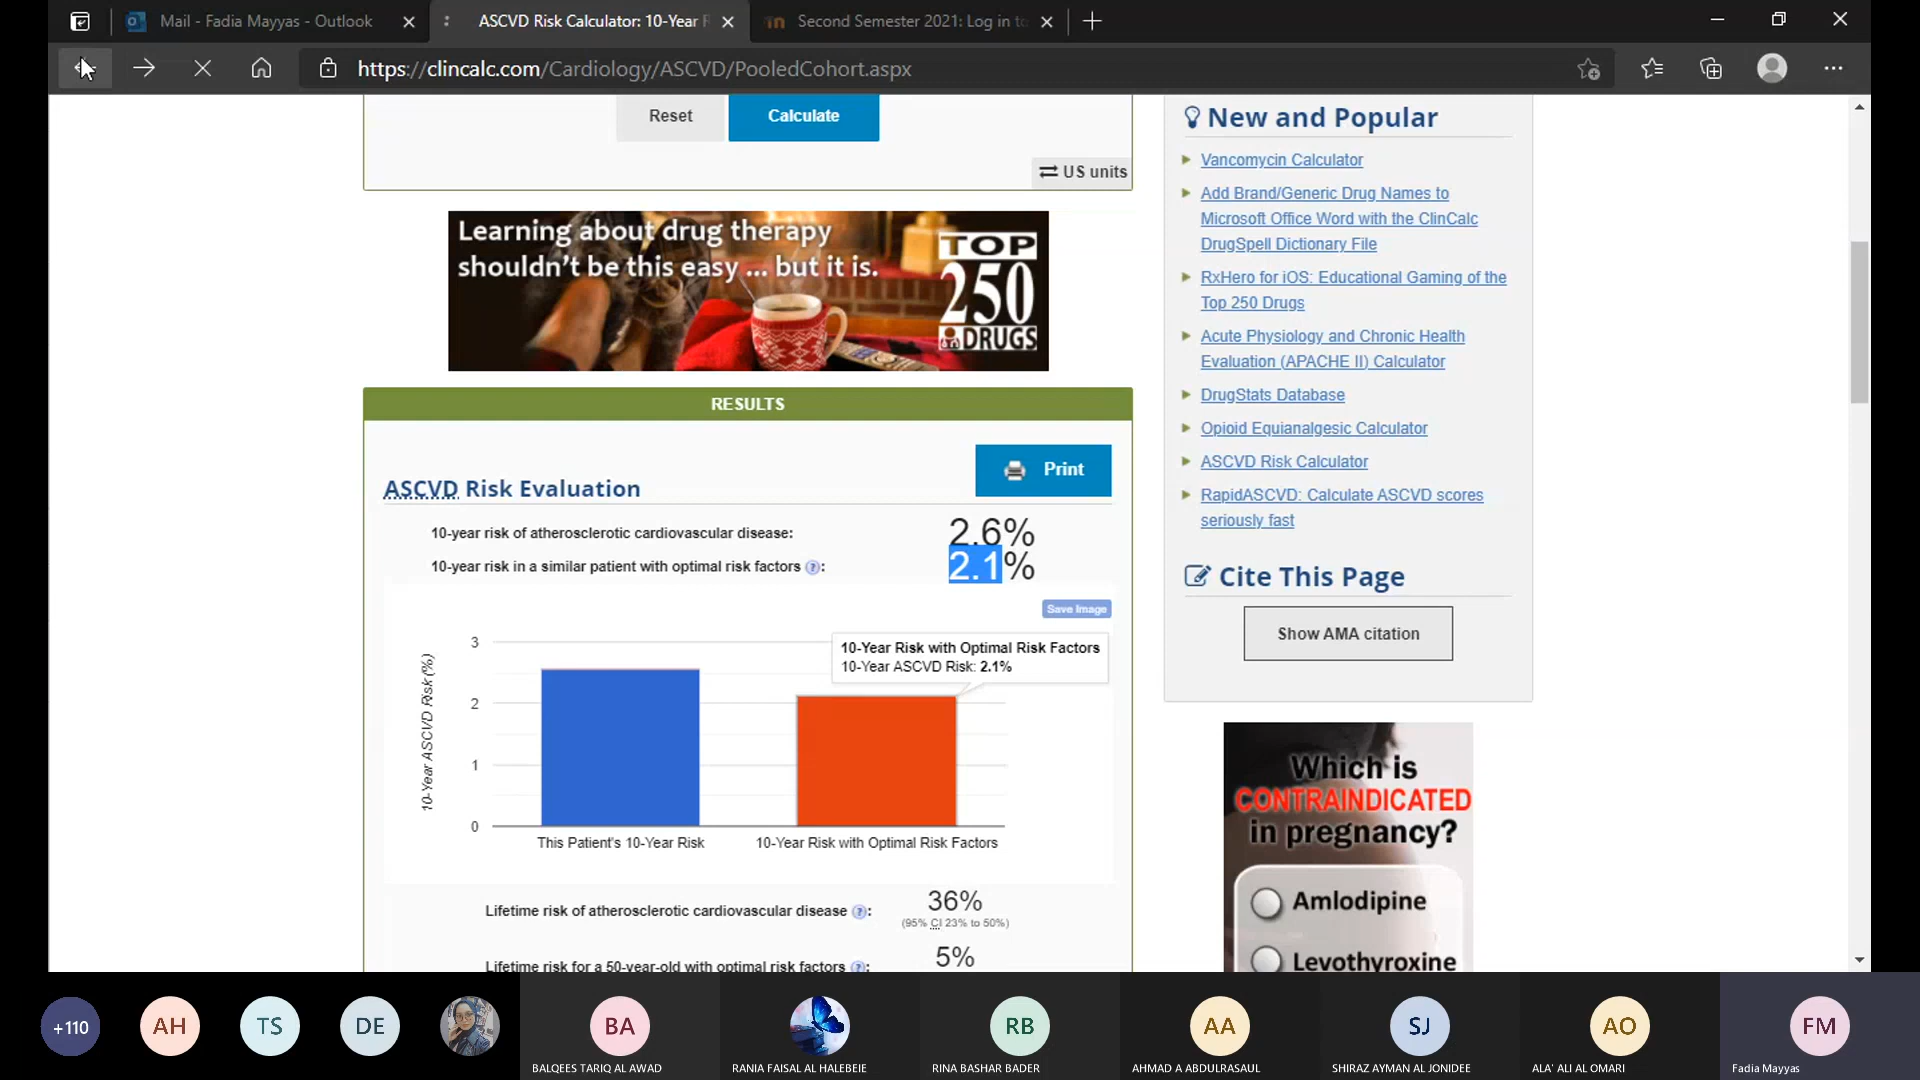 Mail - Fadia Mayyas - Outlook
ASCVD Risk Calculator: 10-Year
Second Semester 2021: Log in to
https://clincalc.com/Cardiology/ASCVD/PooledCohort.aspx
Reset
Calculate
US units
Learning about drug therapy
shouldn't be this easy ... but it is.
TOP
250
DRUGS
RESULTS
Print
ASCVD Risk Evaluation
10-year risk of atherosclerotic cardiovascular disease: 2.6%
10-year risk in a similar patient with optimal risk factors ?: 2.1%
Save Image
10-Year ASCVD Risk (%)
3
2
1
0
10-Year Risk with Optimal Risk Factors
10-Year ASCVD Risk: 2.1%
This Patient's 10-Year Risk
10-Year Risk with Optimal Risk Factors
Lifetime risk of atherosclerotic cardiovascular disease ?: 36%
(95% CI 23% to 50%)
Lifetime risk for a 50-year-old with optimal risk factors ?: 5%
New and Popular
Vancomycin Calculator
Add Brand/Generic Drug Names to
Microsoft Office Word with the ClinCalc
DrugSpell Dictionary File
RxHero for iOS: Educational Gaming of the
Top 250 Drugs
Acute Physiology and Chronic Health
Evaluation (APACHE II) Calculator
DrugStats Database
Opioid Equianalgesic Calculator
ASCVD Risk Calculator
RapidASCVD: Calculate ASCVD scores
seriously fast
Cite This Page
Show AMA citation
Which is
CONTRAINDICATED
in pregnancy?
Amlodipine
Levothyroxine
+110
AH
TS
DE
BA
BALQEES TARIQ AL AWAD
RANIA FAISAL AL HALEBEIE
RB
RINA BASHAR BADER
AA
AHMAD A ABDULRASAUL
SJ
SHIRAZ AYMAN AL JONIDEE
AO
ALA' ALI AL OMARI
FM
Fadia Mayyas